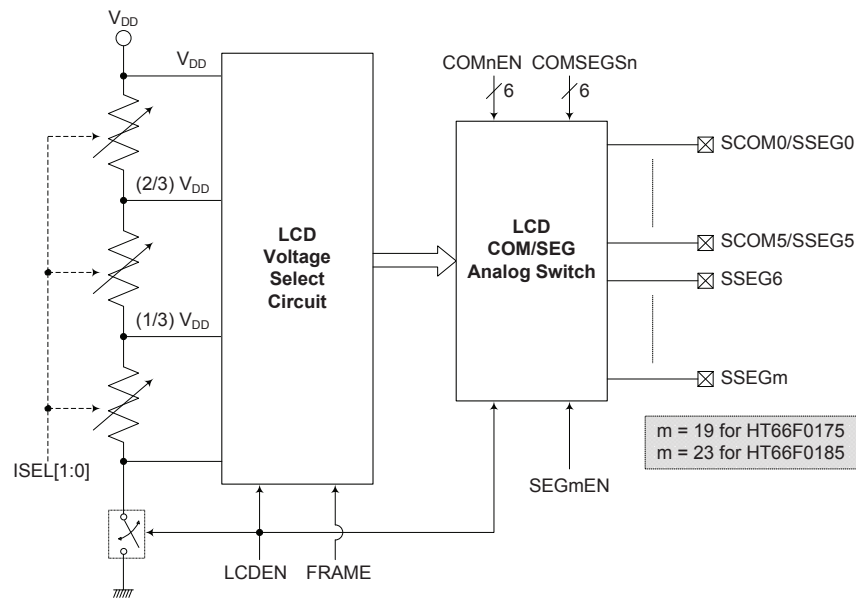 VDD
VDD
(2/3) VDD
(1/3) VDD
ISEL[1:0]
LCD
Voltage
Select
Circuit
LCDEN
FRAME
COMnEN
COMSEGSn
6
6
LCD
COM/SEG
Analog Switch
SEGmEN
SCOM0/SSEG0
SCOM5/SSEG5
SSEG6
SSEGm
m = 19 for HT66F0175
m = 23 for HT66F0185